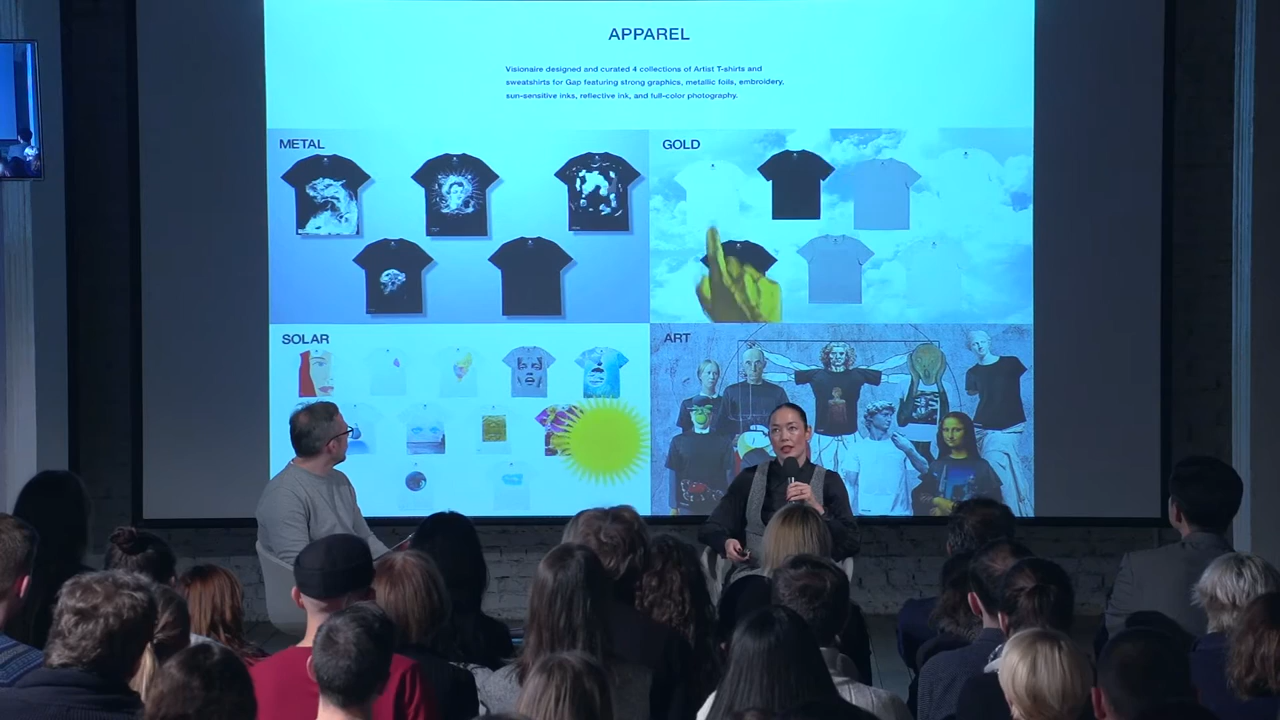 APPAREL
Visionaire designed and curated 4 collections of Artist T-shirts and
sweatshirts for Gap featuring strong graphics, metallic foils, embroidery,
sun-sensitive inks, reflective ink, and full-color photography.
METAL
GOLD
SOLAR
ART